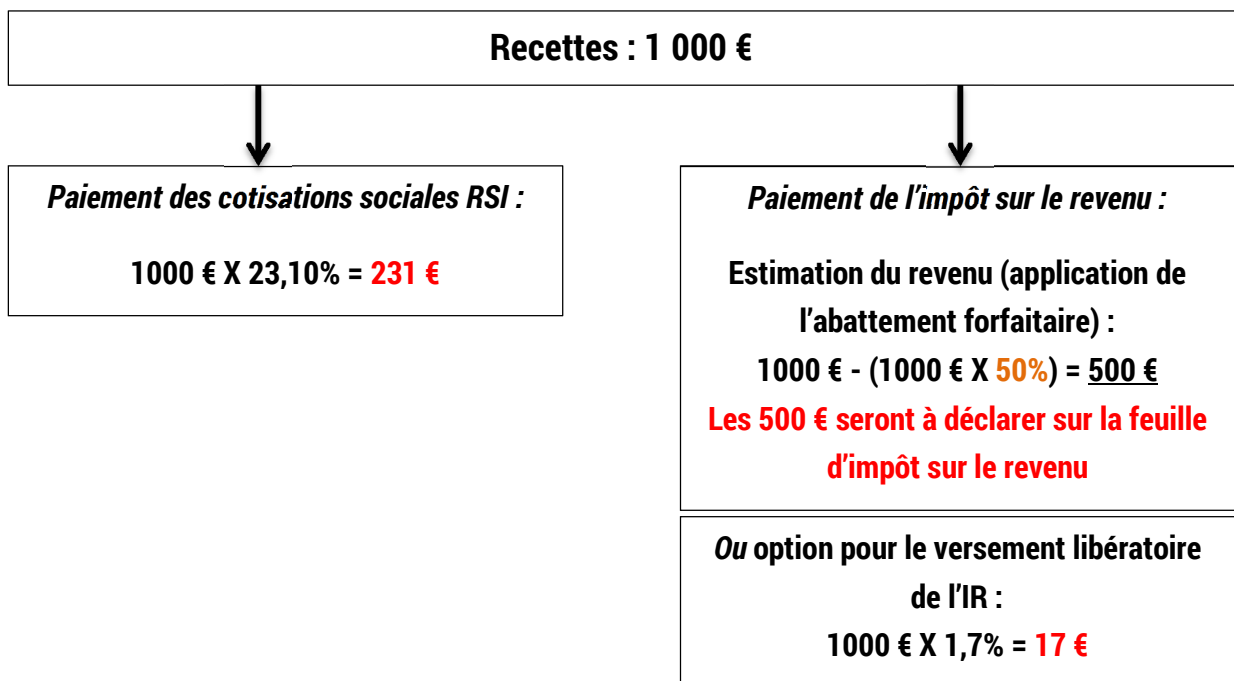 Recettes : 1 000 €
Paiement des cotisations sociales RSI :
1000 € X 23,10% = 231 €
Paiement de l'impôt sur le revenu :
Estimation du revenu (application de
l'abattement forfaitaire) :
1000 € - (1000 € X 50%) = 500 €
Les 500 € seront à déclarer sur la feuille
d'impôt sur le revenu
Ou option pour le versement libératoire
de l'IR :
1000 € X 1,7% = 17 €